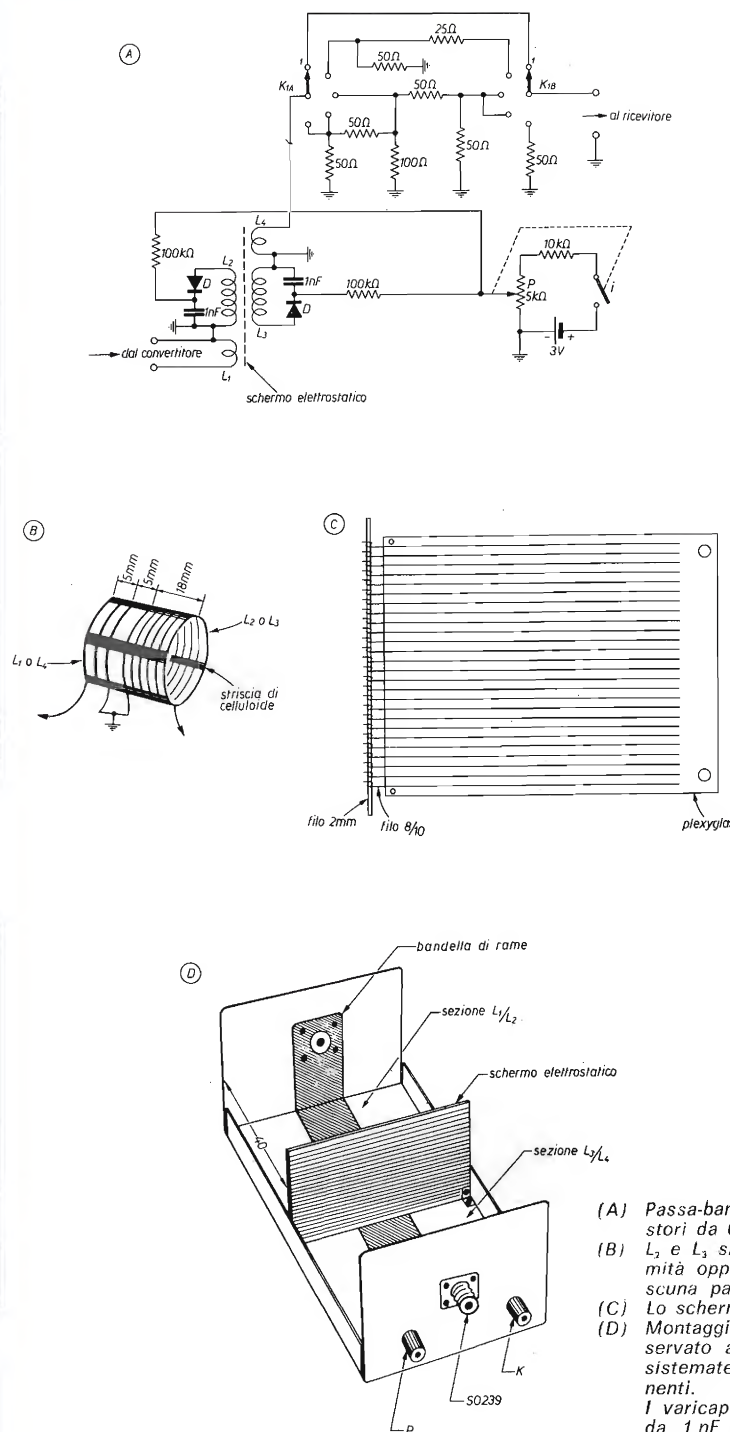 A
25Ω
1
50Ω
1
K1A
50Ω
K1B
50Ω
al ricevitore
50Ω
100Ω
50Ω
50Ω
L4
100kΩ
L2
10kΩ
D
1nF
100kΩ
P
5kΩ
i
1nF
D
L3
- +
3V
dal convertitore
L1
schermo elettrostatico
B
C
5mm
5mm
18mm
L2 o L3
L1 o L4
striscia di
celluloide
filo 2mm
filo 8/10
D
bandella di rame
sezione L1/L2
schermo elettrostatico
40
sezione L3/L4
K
SO239
P
(A) Passa-ban
stori da
(B) L2 e L3
mità opp
scuna pa
(C) Lo scherm
(D) Montaggi
servato a
sistemate
nenti.
I varicap
da 1 nF